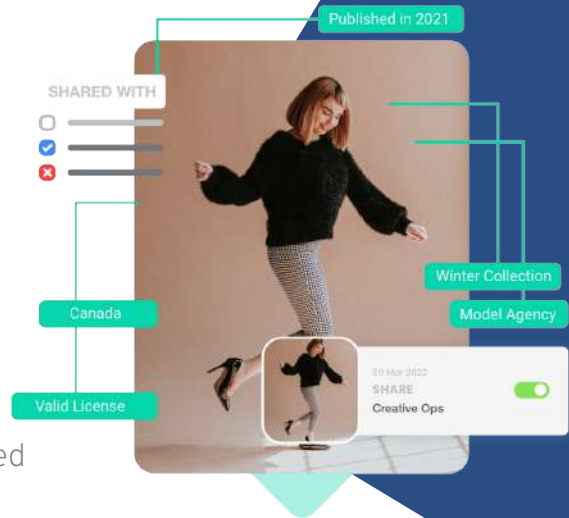 Published in 2021
SHARED WITH
Winter Collection
Canada
Model Agency
09 Mar 2022
SHARE
Creative Ops
Valid License
ed